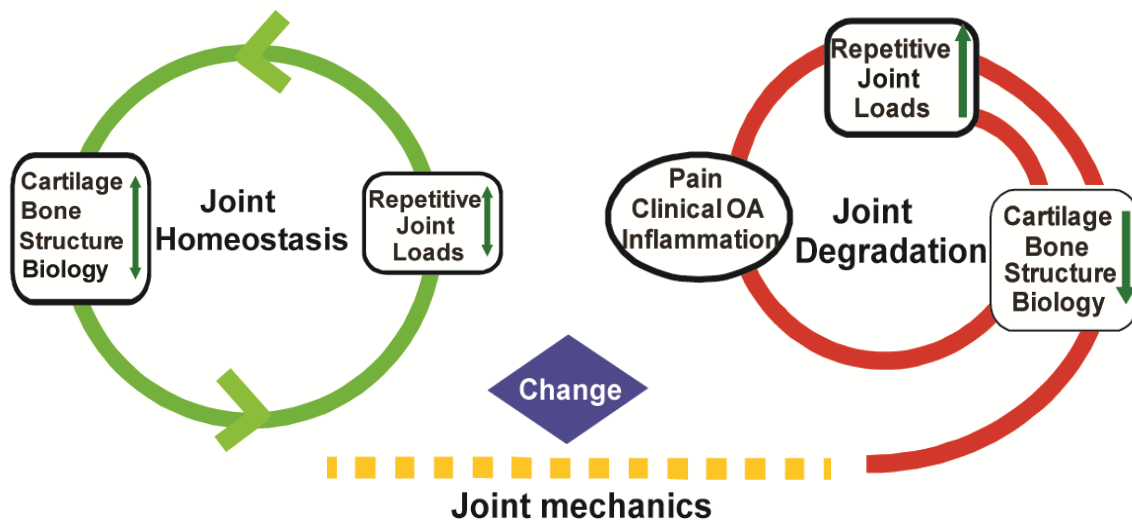 Cartilage
Bone
Structure
Biology
Joint
Homeostasis
Repetitive
Joint
Loads
Repetitive
Joint
Loads
Pain
Clinical OA
Inflammation
Joint
Degradation
Cartilage
Bone
Structure
Biology
Change
Joint mechanics